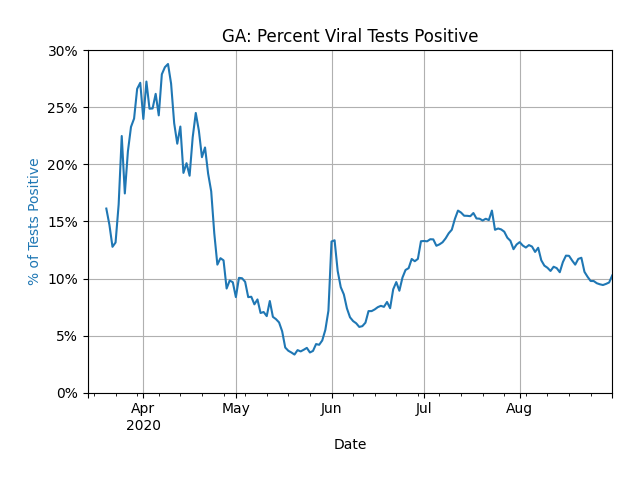 GA: Percent Viral Tests Positive
30%
25%
20%
15%
10%
5%
0%
% of Tests Positive
Apr May Jun Jul Aug
2020
Date